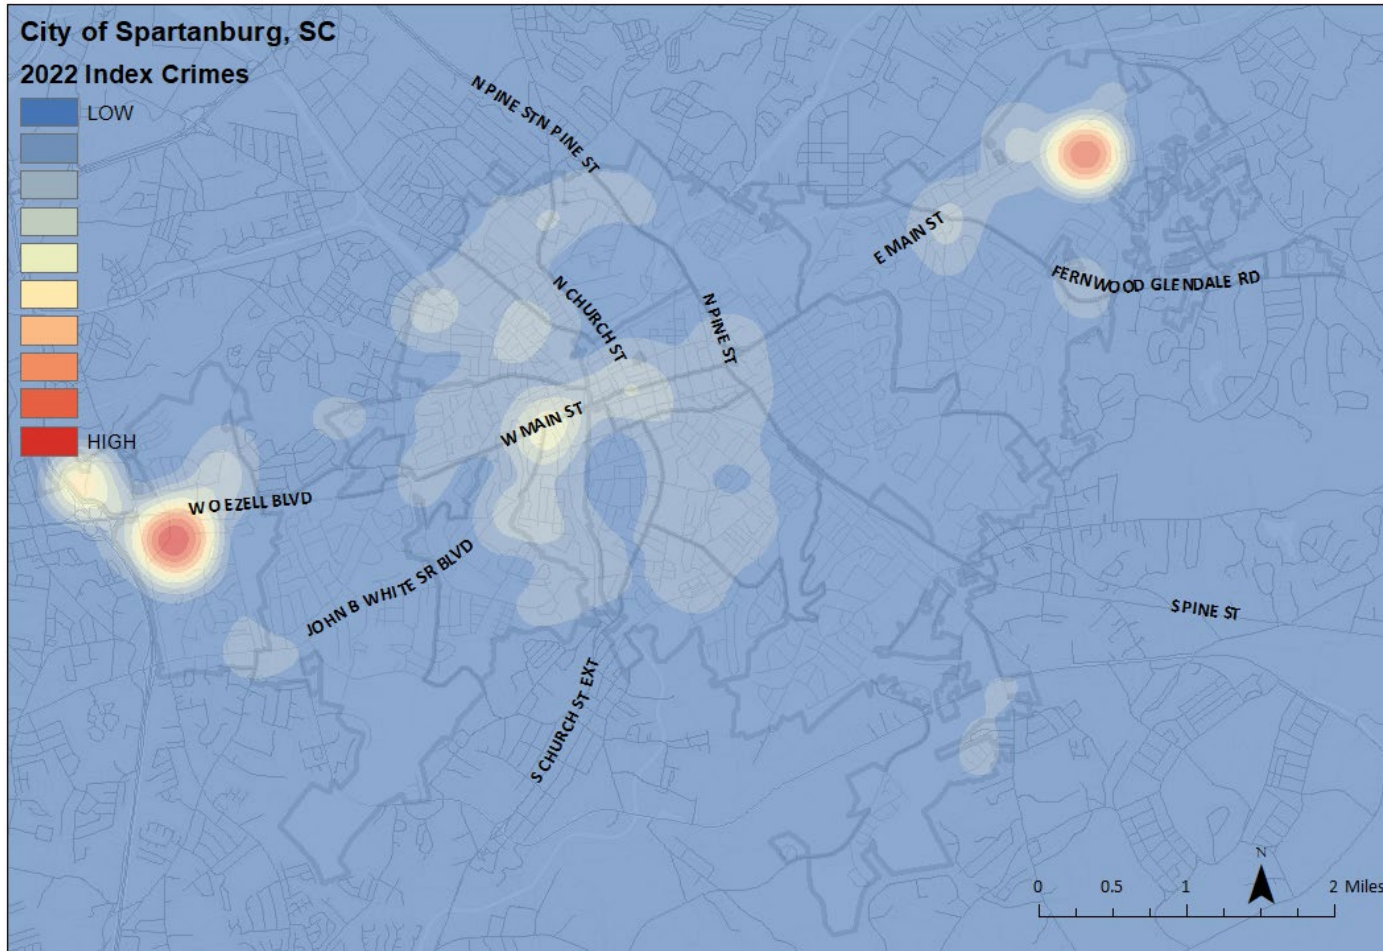 City of Spartanburg, SC
2022 Index Crimes
LOW
HIGH
N PINE ST N PINE ST
E MAIN ST
FERNWOOD GLENDALE RD
N CHURCH ST
N PINE ST
W MAIN ST
W O EZELL BLVD
JOHN B WHITE SR BLVD
S PINE ST
S CHURCH ST EXT
N
0 0.5 1 2 Miles